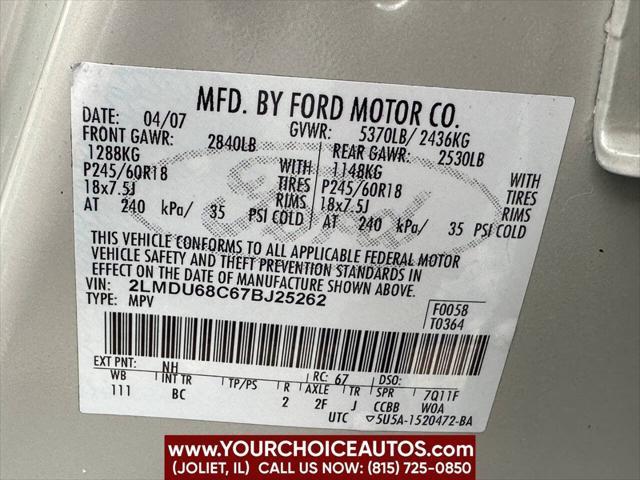 MFD. BY FORD MOTOR CO.
DATE: 04/07 GVWR: 5370LB/ 2436KG
FRONT GAWR: 2840LB REAR GAWR: 2530LB
1288KG WITH 1148KG WITH
P245/60R18 TIRES P245/60R18 TIRES
18x7.5J RIMS 18x7.5J RIMS
AT 240 kPa/ 35 PSI COLD AT 240 kPa/ 35 PSI COLD
Ford
THIS VEHICLE CONFORMS TO ALL APPLICABLE FEDERAL MOTOR
VEHICLE SAFETY AND THEFT PREVENTION STANDARDS IN
EFFECT ON THE DATE OF MANUFACTURE SHOWN ABOVE.
VIN: 2LMDU68C67BJ25262
TYPE: MPV
F0058
T0364
EXT PNT: NH RC: 67 DSO:
WB INT TR TP/PS R AXLE TR SPR 7Q11F
111 BC 2 2F J CCBB W0A
UTC ▽5U5A-1520472-BA
WWW.YOURCHOICEAUTOS.COM
(JOLIET, IL) CALL US NOW: (815) 725-0850